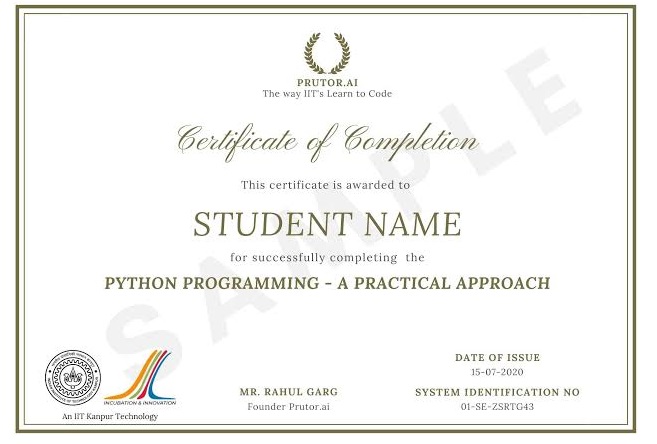 PRUTOR.AI
The way IIT's Learn to Code
Certificate of Completion
This certificate is awarded to
STUDENT NAME
for successfully completing the
PYTHON PROGRAMMING - A PRACTICAL APPROACH
SAMPLE
INCUBATION & INNOVATION
An IIT Kanpur Technology
MR. RAHUL GARG
Founder Prutor.ai
DATE OF ISSUE
15-07-2020
SYSTEM IDENTIFICATION NO
01-SE-ZSRTG43